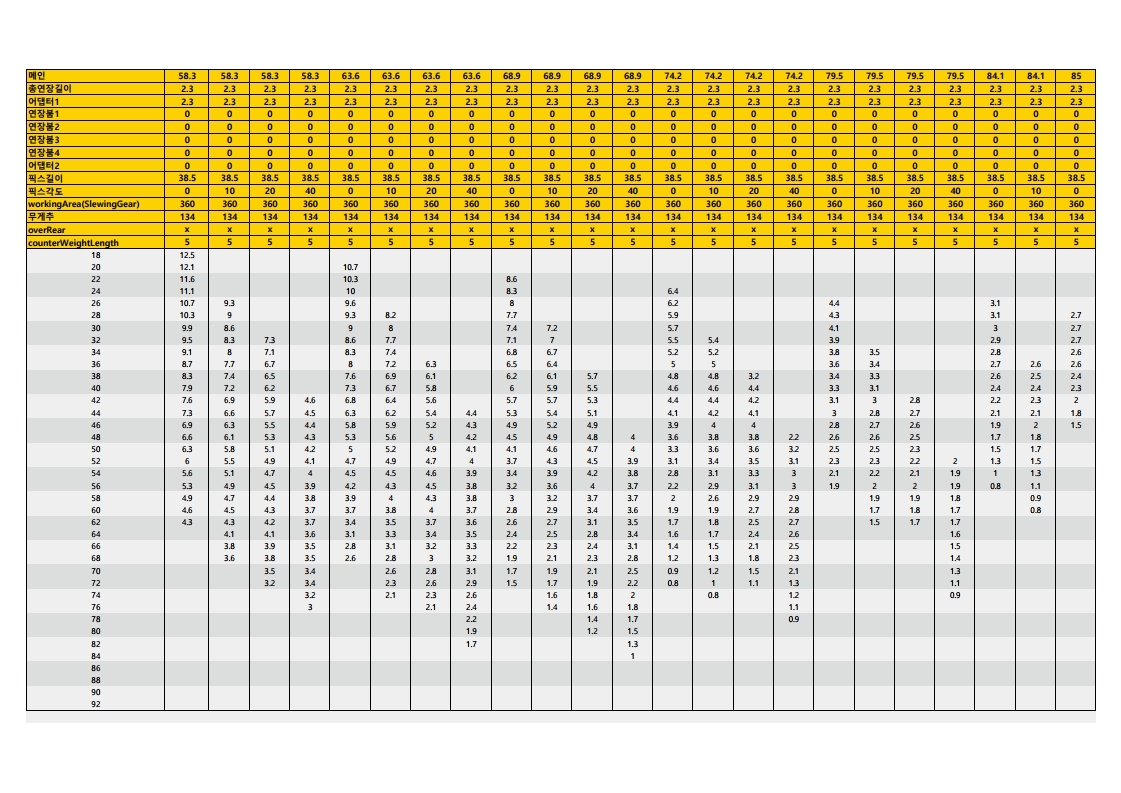 메인 58.3 58.3 58.3 58.3 63.6 63.6 63.6 63.6 68.9 68.9 68.9 68.9 74.2 74.2 74.2 74.2 79.5 79.5 79.5 79.5 84.1 84.1 85
총연장길이 2.3 2.3 2.3 2.3 2.3 2.3 2.3 2.3 2.3 2.3 2.3 2.3 2.3 2.3 2.3 2.3 2.3 2.3 2.3 2.3 2.3 2.3 2.3
어댑터1 2.3 2.3 2.3 2.3 2.3 2.3 2.3 2.3 2.3 2.3 2.3 2.3 2.3 2.3 2.3 2.3 2.3 2.3 2.3 2.3 2.3 2.3 2.3
연장붐1 0 0 0 0 0 0 0 0 0 0 0 0 0 0 0 0 0 0 0 0 0 0 0
연장붐2 0 0 0 0 0 0 0 0 0 0 0 0 0 0 0 0 0 0 0 0 0 0 0
연장붐3 0 0 0 0 0 0 0 0 0 0 0 0 0 0 0 0 0 0 0 0 0 0 0
연장붐4 0 0 0 0 0 0 0 0 0 0 0 0 0 0 0 0 0 0 0 0 0 0 0
어댑터2 0 0 0 0 0 0 0 0 0 0 0 0 0 0 0 0 0 0 0 0 0 0 0
픽스길이 38.5 38.5 38.5 38.5 38.5 38.5 38.5 38.5 38.5 38.5 38.5 38.5 38.5 38.5 38.5 38.5 38.5 38.5 38.5 38.5 38.5 38.5 38.5
픽스각도 0 10 20 40 0 10 20 40 0 10 20 40 0 10 20 40 0 10 20 40 0 10 0
workingArea(SlewingGear) 360 360 360 360 360 360 360 360 360 360 360 360 360 360 360 360 360 360 360 360 360 360 360
무게추 134 134 134 134 134 134 134 134 134 134 134 134 134 134 134 134 134 134 134 134 134 134 134
overRear x x x x x x x x x x x x x x x x x x x x x x x
counterWeightLength 5 5 5 5 5 5 5 5 5 5 5 5 5 5 5 5 5 5 5 5 5 5 5
18 12.5
20 12.1 10.7
22 11.6 10.3 8.6
24 11.1 10 8.3 6.4
26 10.7 9.3 9.6 8 6.2 4.4 3.1
28 10.3 9 9.3 8.2 7.7 5.9 4.3 3.1 2.7
30 9.9 8.6 9 8 7.4 7.2 5.7 4.1 3 2.7
32 9.5 8.3 7.3 8.6 7.7 7.1 7 5.5 5.4 3.9 2.9 2.7
34 9.1 8 7.1 8.3 7.4 6.8 6.7 5.2 5.2 3.8 3.5 2.8 2.6
36 8.7 7.7 6.7 8 7.2 6.3 6.5 6.4 5 5 3.6 3.4 2.7 2.6 2.6
38 8.3 7.4 6.5 7.6 6.9 6.1 6.2 6.1 5.7 4.8 4.8 3.2 3.4 3.3 2.6 2.5 2.4
40 7.9 7.2 6.2 7.3 6.7 5.8 6 5.9 5.5 4.6 4.6 4.4 3.3 3.1 2.4 2.4 2.3
42 7.6 6.9 5.9 4.6 6.8 6.4 5.6 5.7 5.7 5.3 4.4 4.4 4.2 3.1 3 2.8 2.2 2.3 2
44 7.3 6.6 5.7 4.5 6.3 6.2 5.4 4.4 5.3 5.4 5.1 4.1 4.2 4.1 3 2.8 2.7 2.1 2.1 1.8
46 6.9 6.3 5.5 4.4 5.8 5.9 5.2 4.3 4.9 5.2 4.9 3.9 4 4 2.8 2.7 2.6 1.9 2 1.5
48 6.6 6.1 5.3 4.3 5.3 5.6 5 4.2 4.5 4.9 4.8 4 3.6 3.8 3.8 2.2 2.6 2.6 2.5 1.7 1.8
50 6.3 5.8 5.1 4.2 5 5.2 4.9 4.1 4.1 4.6 4.7 4 3.3 3.6 3.6 3.2 2.5 2.5 2.3 1.5 1.7
52 6 5.5 4.9 4.1 4.7 4.9 4.7 4 3.7 4.3 4.5 3.9 3.1 3.4 3.5 3.1 2.3 2.3 2.2 2 1.3 1.5
54 5.6 5.1 4.7 4 4.5 4.5 4.6 3.9 3.4 3.9 4.2 3.8 2.8 3.1 3.3 3 2.1 2.2 2.1 1.9 1 1.3
56 5.3 4.9 4.5 3.9 4.2 4.3 4.5 3.8 3.2 3.6 4 3.7 2.2 2.9 3.1 3 1.9 2 2 1.9 0.8 1.1
58 4.9 4.7 4.4 3.8 3.9 4 4.3 3.8 3 3.2 3.7 3.7 2 2.6 2.9 2.9 1.9 1.9 1.8 0.9
60 4.6 4.5 4.3 3.7 3.7 3.8 4 3.7 2.8 2.9 3.4 3.6 1.9 1.9 2.7 2.8 1.7 1.8 1.7 0.8
62 4.3 4.3 4.2 3.7 3.4 3.5 3.7 3.6 2.6 2.7 3.1 3.5 1.7 1.8 2.5 2.7 1.5 1.7 1.7
64 4.1 4.1 3.6 3.1 3.3 3.4 3.5 2.4 2.5 2.8 3.4 1.6 1.7 2.4 2.6 1.6
66 3.8 3.9 3.5 2.8 3.1 3.2 3.3 2.2 2.3 2.4 3.1 1.4 1.5 2.1 2.5 1.5
68 3.6 3.8 3.5 2.6 2.8 3 3.2 1.9 2.1 2.3 2.8 1.2 1.3 1.8 2.3 1.4
70 3.5 3.4 2.6 2.8 3.1 1.7 1.9 2.1 2.5 0.9 1.2 1.5 2.1 1.3
72 3.2 3.4 2.3 2.6 2.9 1.5 1.7 1.9 2.2 0.8 1 1.1 1.3 1.1
74 3.2 2.1 2.3 2.6 1.6 1.8 2 0.8 1.2 0.9
76 3 2.1 2.4 1.4 1.6 1.8 1.1
78 2.2 1.4 1.7 0.9
80 1.9 1.2 1.5
82 1.7 1.3
84 1
86
88
90
92